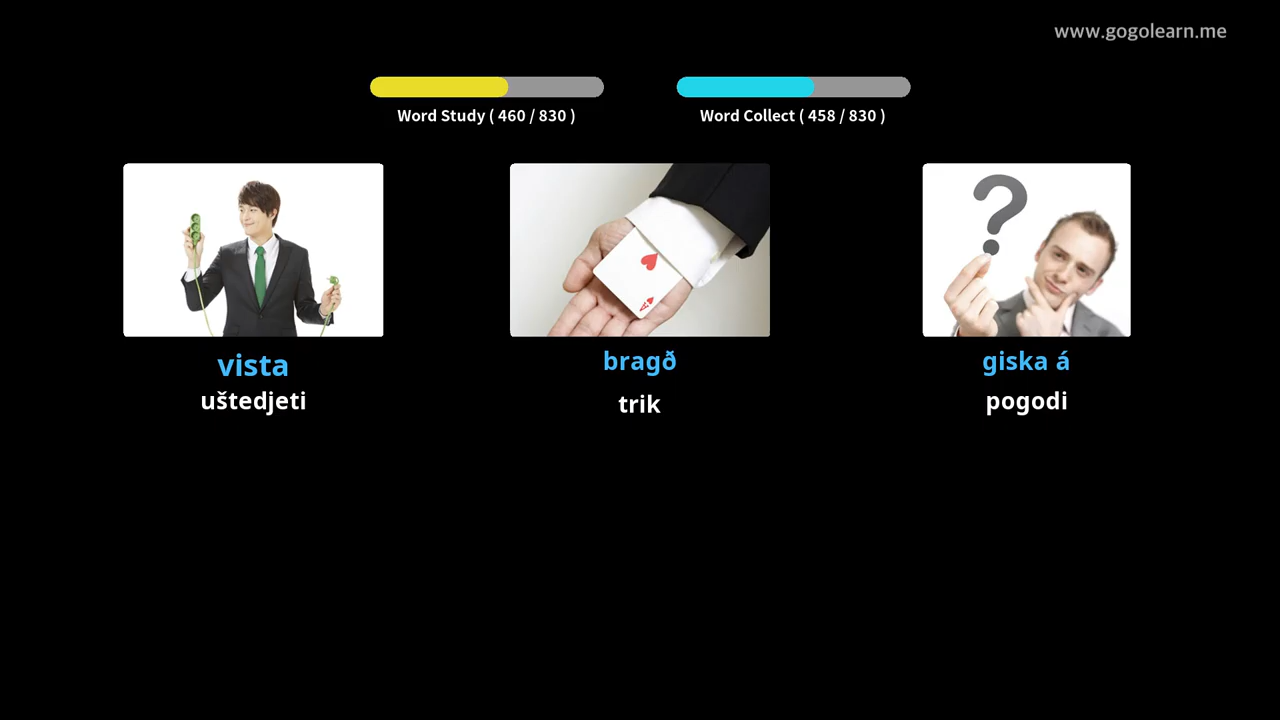 www.gogolearn.me
Word Study ( 460 / 830 )
Word Collect ( 458 / 830 )
vista
uštedjeti
bragð
trik
giska á
pogodi